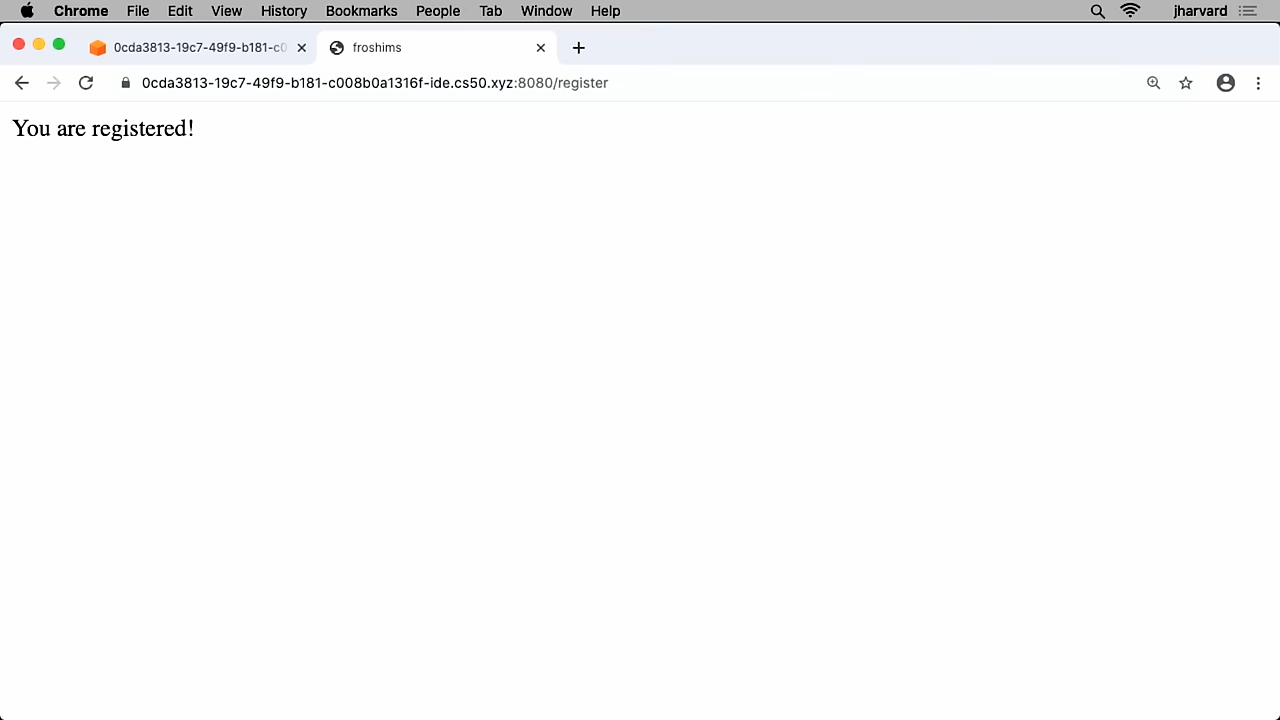 Chrome File Edit View History Bookmarks People Tab Window Help jharvard
0cda3813-19c7-49f9-b181-c0 froshims
0cda3813-19c7-49f9-b181-c008b0a1316f-ide.cs50.xyz:8080/register
You are registered!